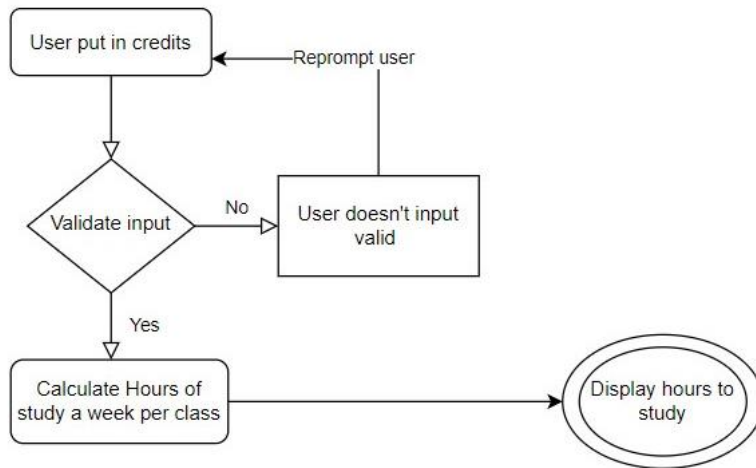 User put in credits
Reprompt user
Validate input
No
User doesn't input
valid
Yes
Calculate Hours of
study a week per class
Display hours to
study